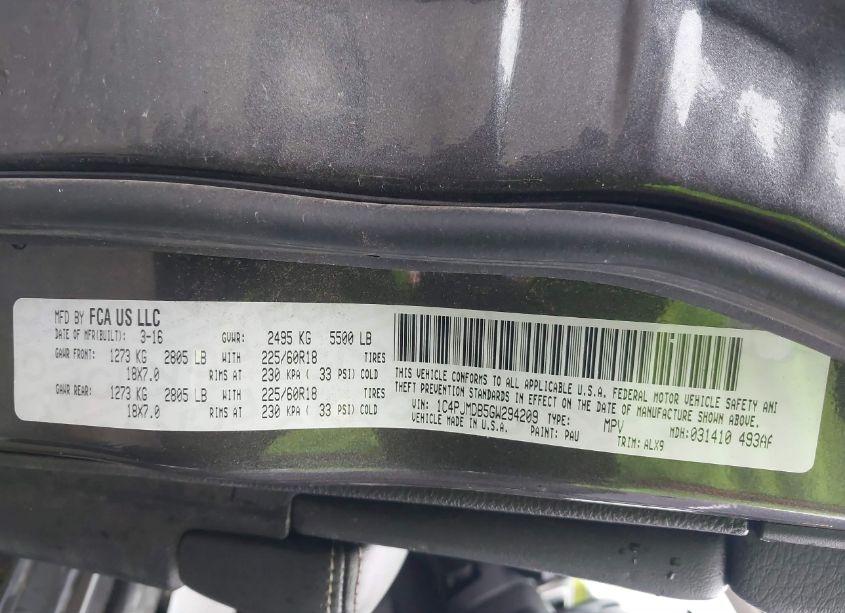 MFD BY FCA US LLC
DATE OF MFR(BUILT): 3-16 GVWR: 2495 KG 5500 LB
GAWR FRONT: 1273 KG 2805 LB WITH 225/60R18 TIRES
18X7.0 RIMS AT 230 KPA ( 33 PSI) COLD
GAWR REAR: 1273 KG 2805 LB WITH 225/60R18 TIRES
18X7.0 RIMS AT 230 KPA ( 33 PSI) COLD
THIS VEHICLE CONFORMS TO ALL APPLICABLE U.S.A. FEDERAL MOTOR VEHICLE SAFETY AND
THEFT PREVENTION STANDARDS IN EFFECT ON THE DATE OF MANUFACTURE SHOWN ABOVE.
VIN: 1C4PJMDB5GW294209 TYPE: MPV MDH:031410 493AF
VEHICLE MADE IN U.S.A. PAINT: PAU TRIM: ALX9